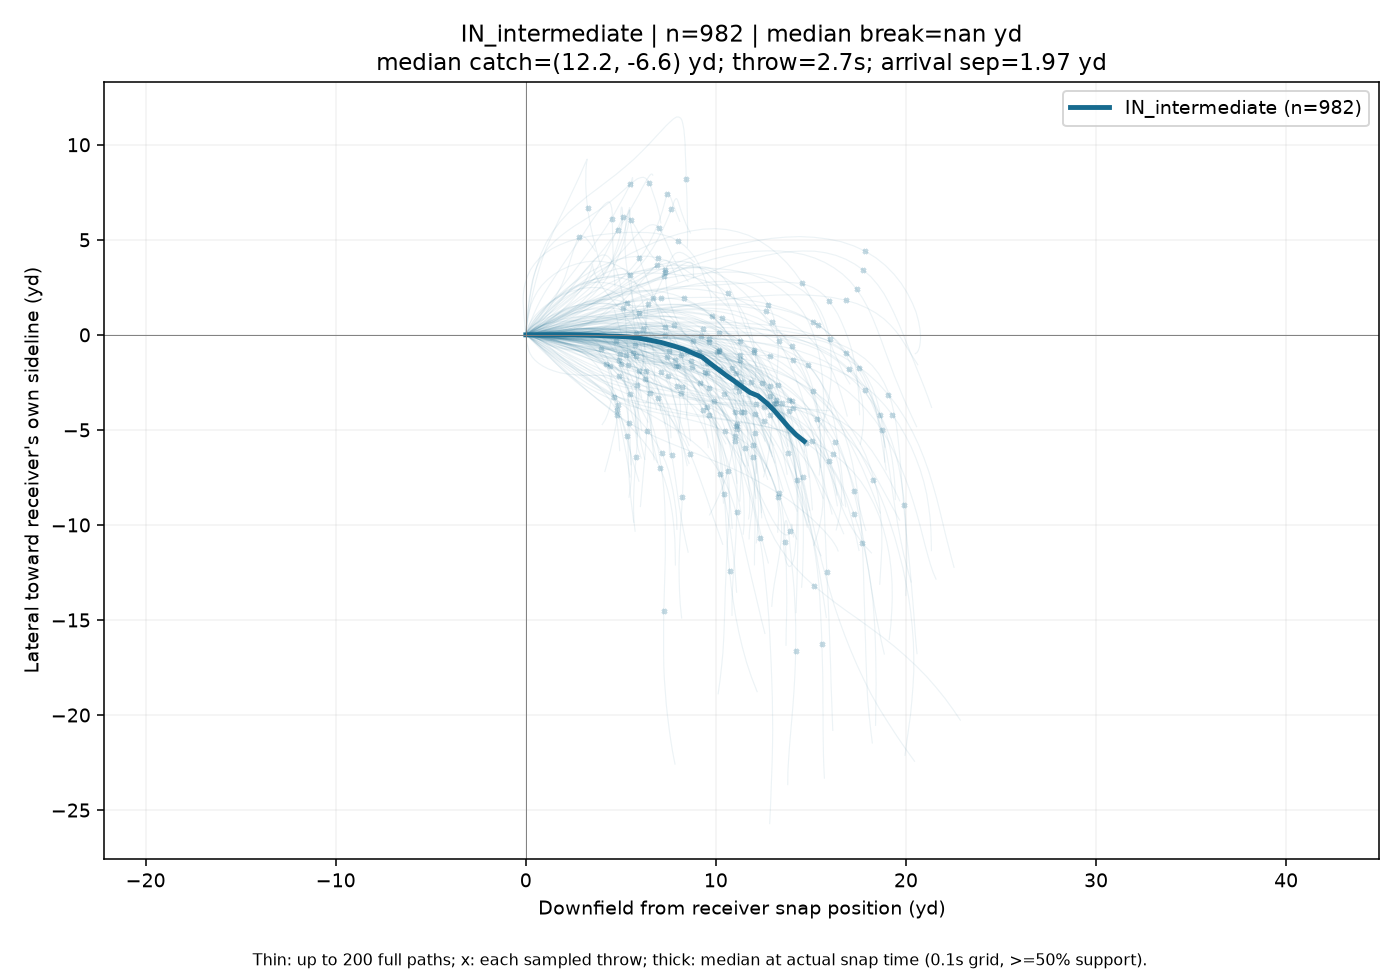 IN_intermediate | n=982 | median break=nan yd
median catch=(12.2, -6.6) yd; throw=2.7s; arrival sep=1.97 yd
IN_intermediate (n=982)
10
5
0
−5
−10
−15
−20
−25
Lateral toward receiver's own sideline (yd)
−20
−10
0
10
20
30
40
Downfield from receiver snap position (yd)
Thin: up to 200 full paths; x: each sampled throw; thick: median at actual snap time (0.1s grid, >=50% support).